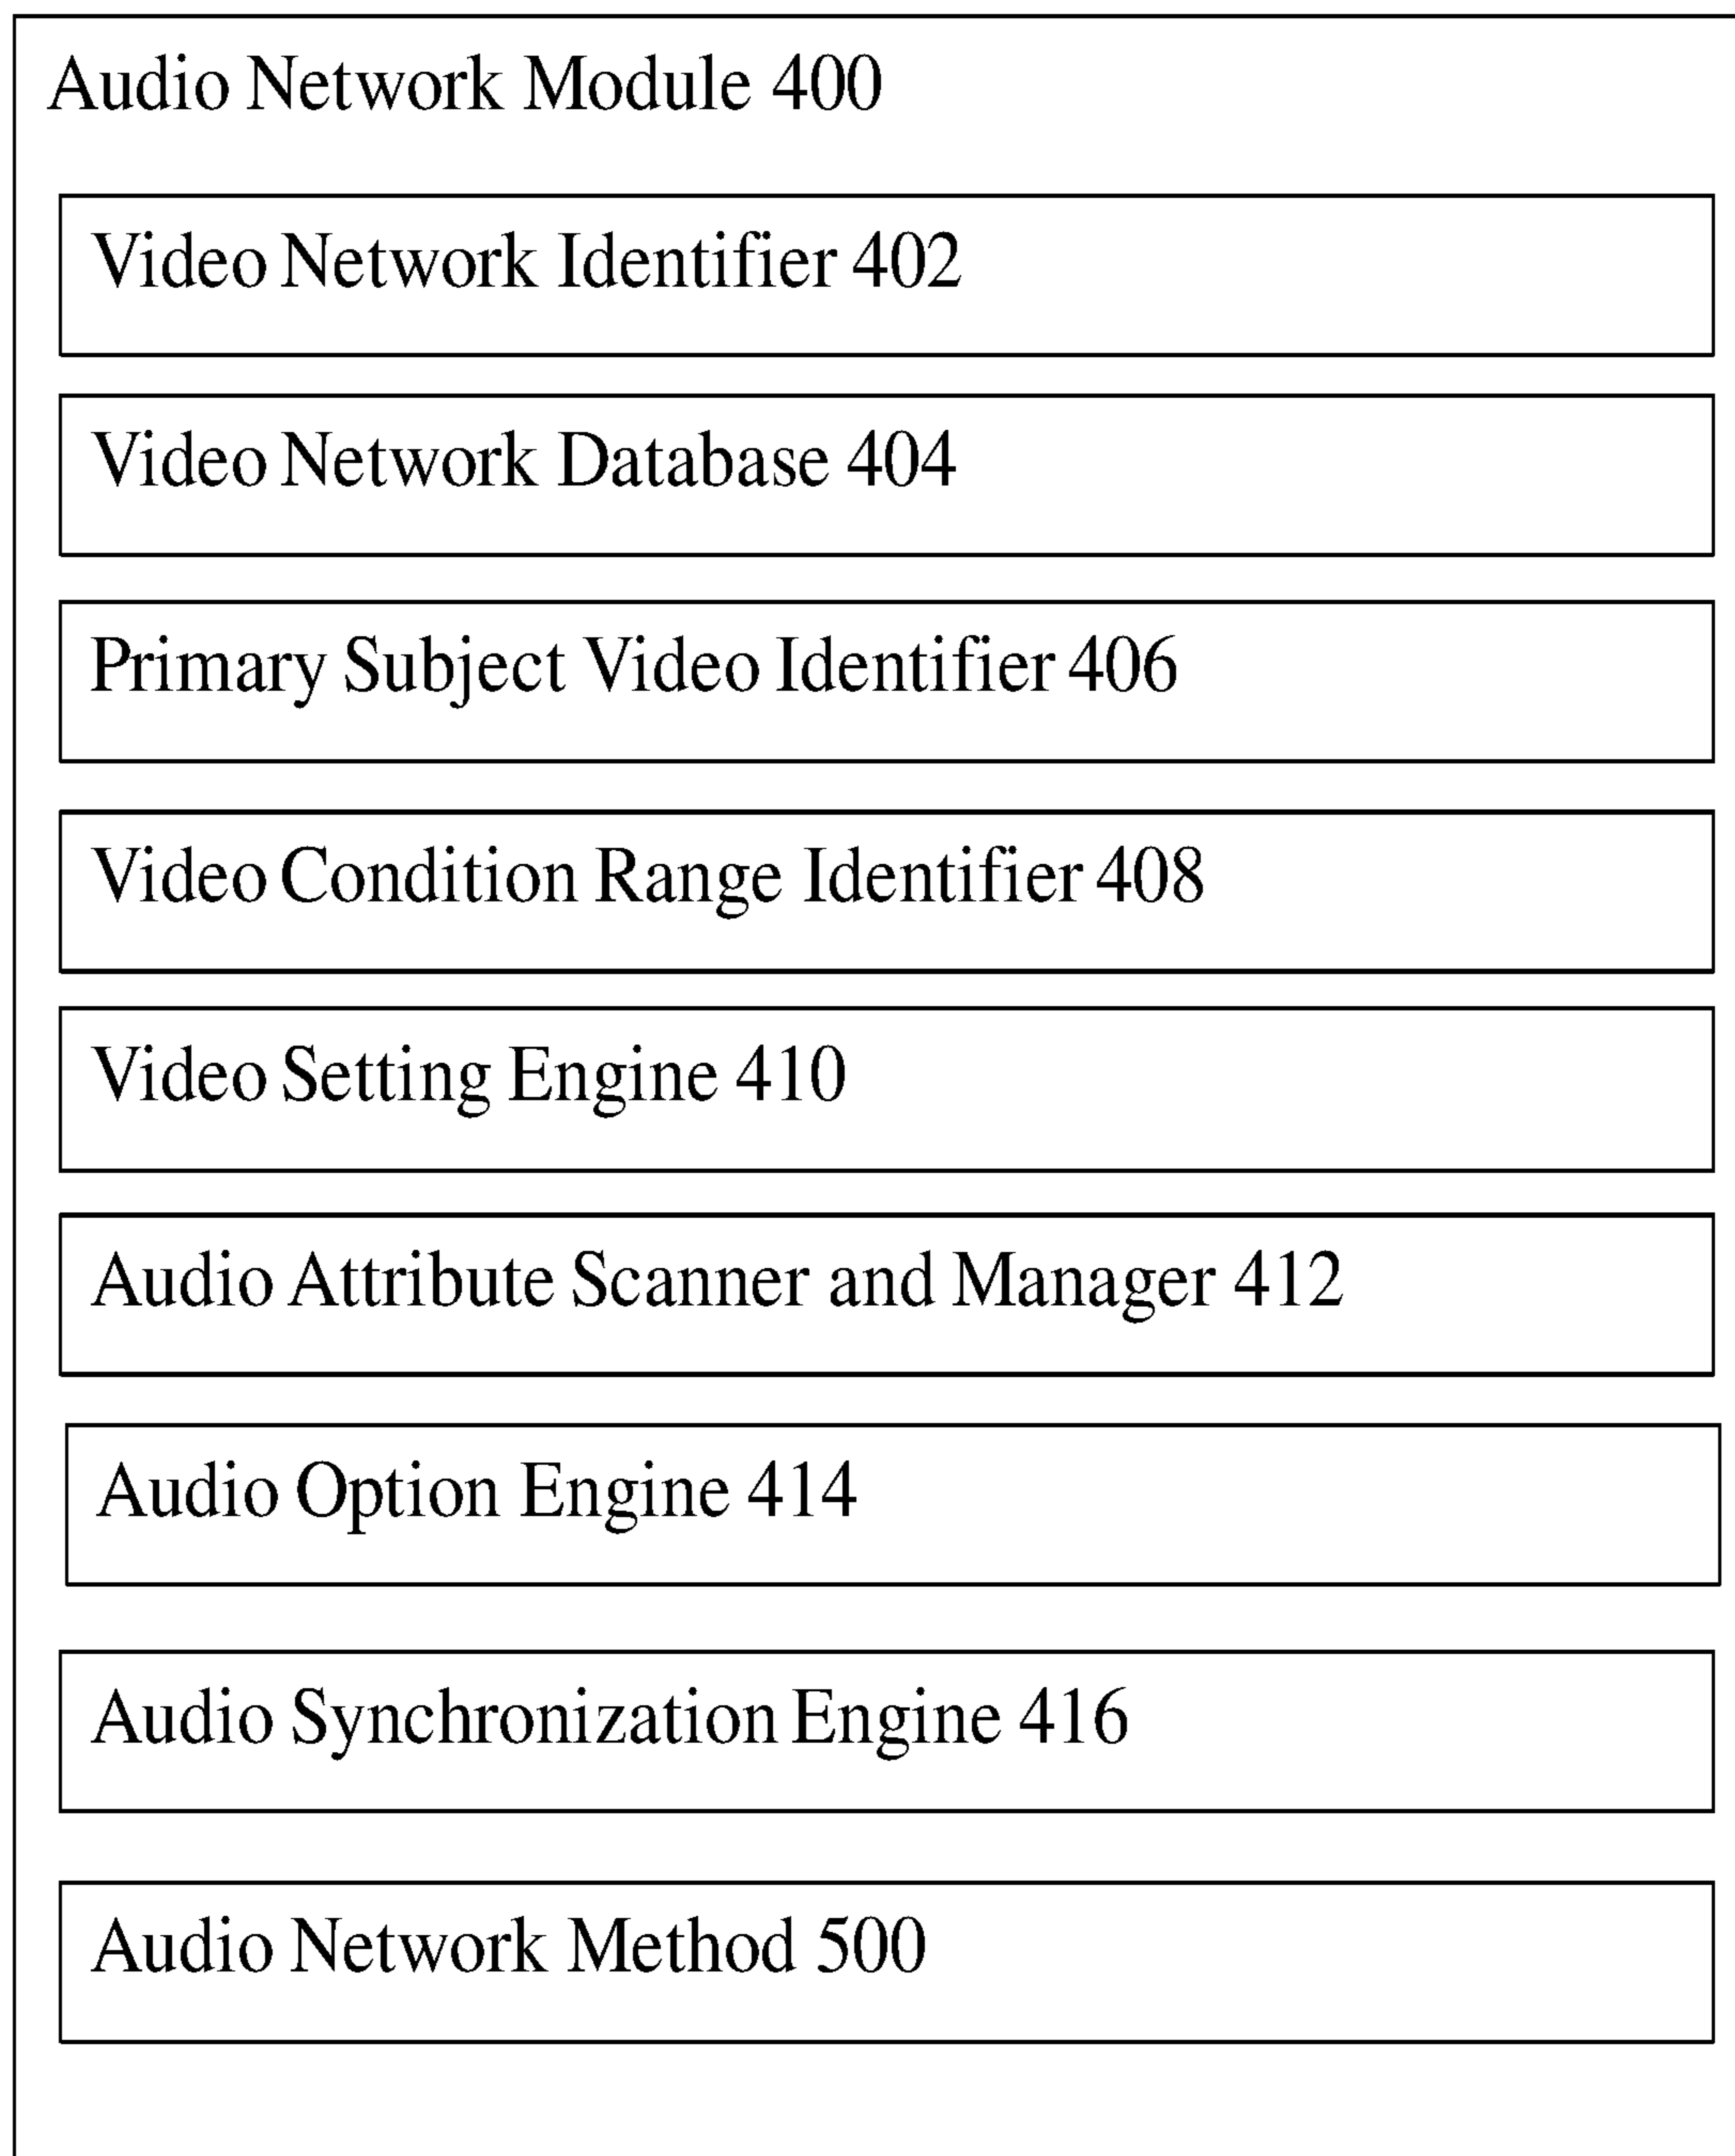 Audio Network Module 400
Video Network Identifier 402
Video Network Database 404
Primary Subject Video Identifier 406
Video Condition Range Identifier 408
Video Setting Engine 410
Audio Attribute Scanner and Manager 412
Audio Option Engine 414
Audio Synchronization Engine 416
Audio Network Method 500